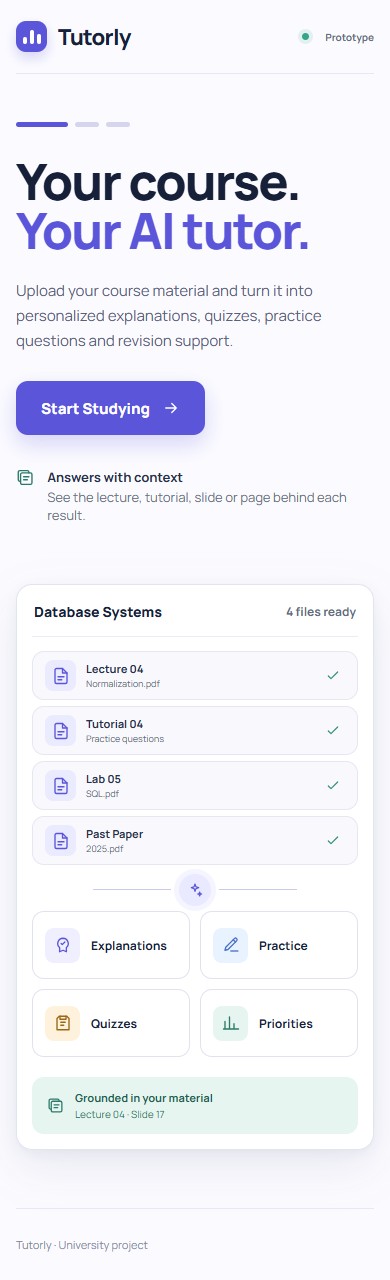 Tutorly
Prototype
Your course.
Your AI tutor.
Upload your course material and turn it into
personalized explanations, quizzes, practice
questions and revision support.
Start Studying
Answers with context
See the lecture, tutorial, slide or page behind each
result.
Database Systems
4 files ready
Lecture 04
Normalization.pdf
Tutorial 04
Practice questions
Lab 05
SQL.pdf
Past Paper
2025.pdf
Explanations
Practice
Quizzes
Priorities
Grounded in your material
Lecture 04 · Slide 17
Tutorly · University project